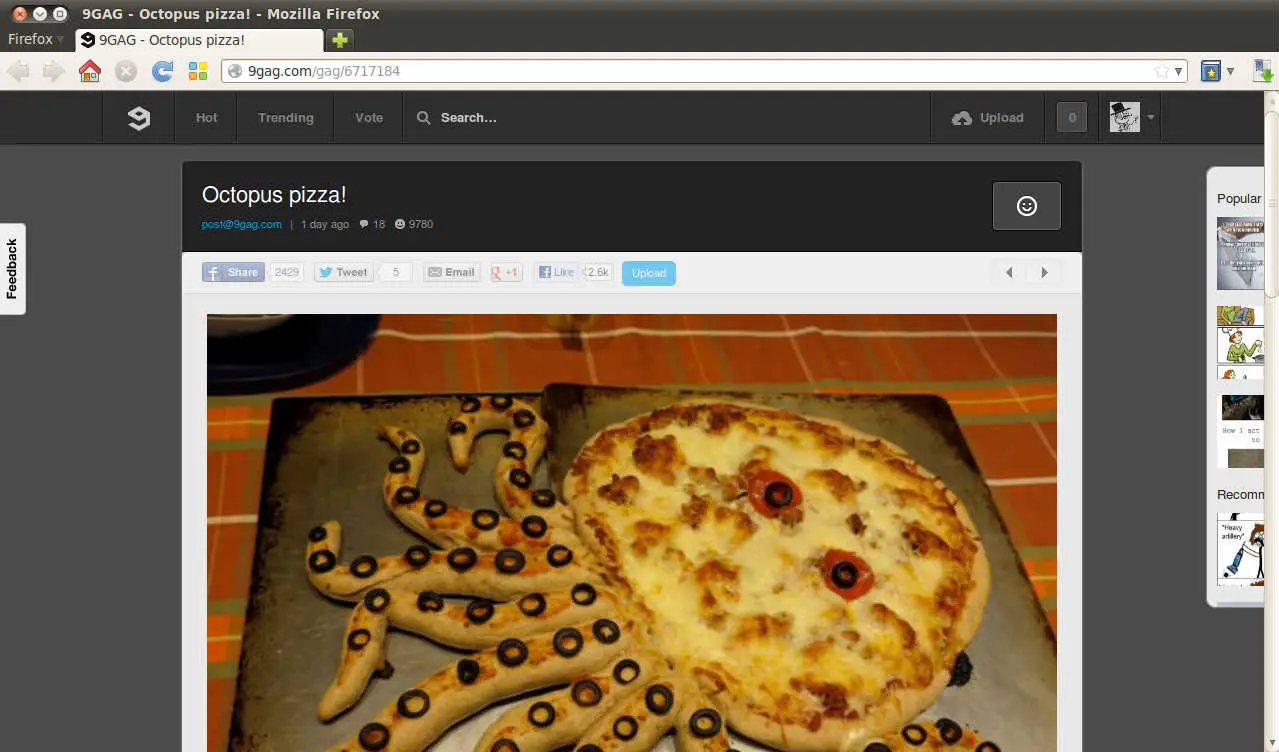 9GAG - Octopus pizza! - Mozilla Firefox
Firefox
9GAG - Octopus pizza!
9gag.com/gag/6717184
Hot
Trending
Vote
Search...
Upload
0
Octopus pizza!
post@9gag.com | 1 day ago 18 9780
Popular
Feedback
Share 2429 Tweet 5 Email +1 Like 2.6k Upload
How I act
to
Recomm
"Heavy
artillery"